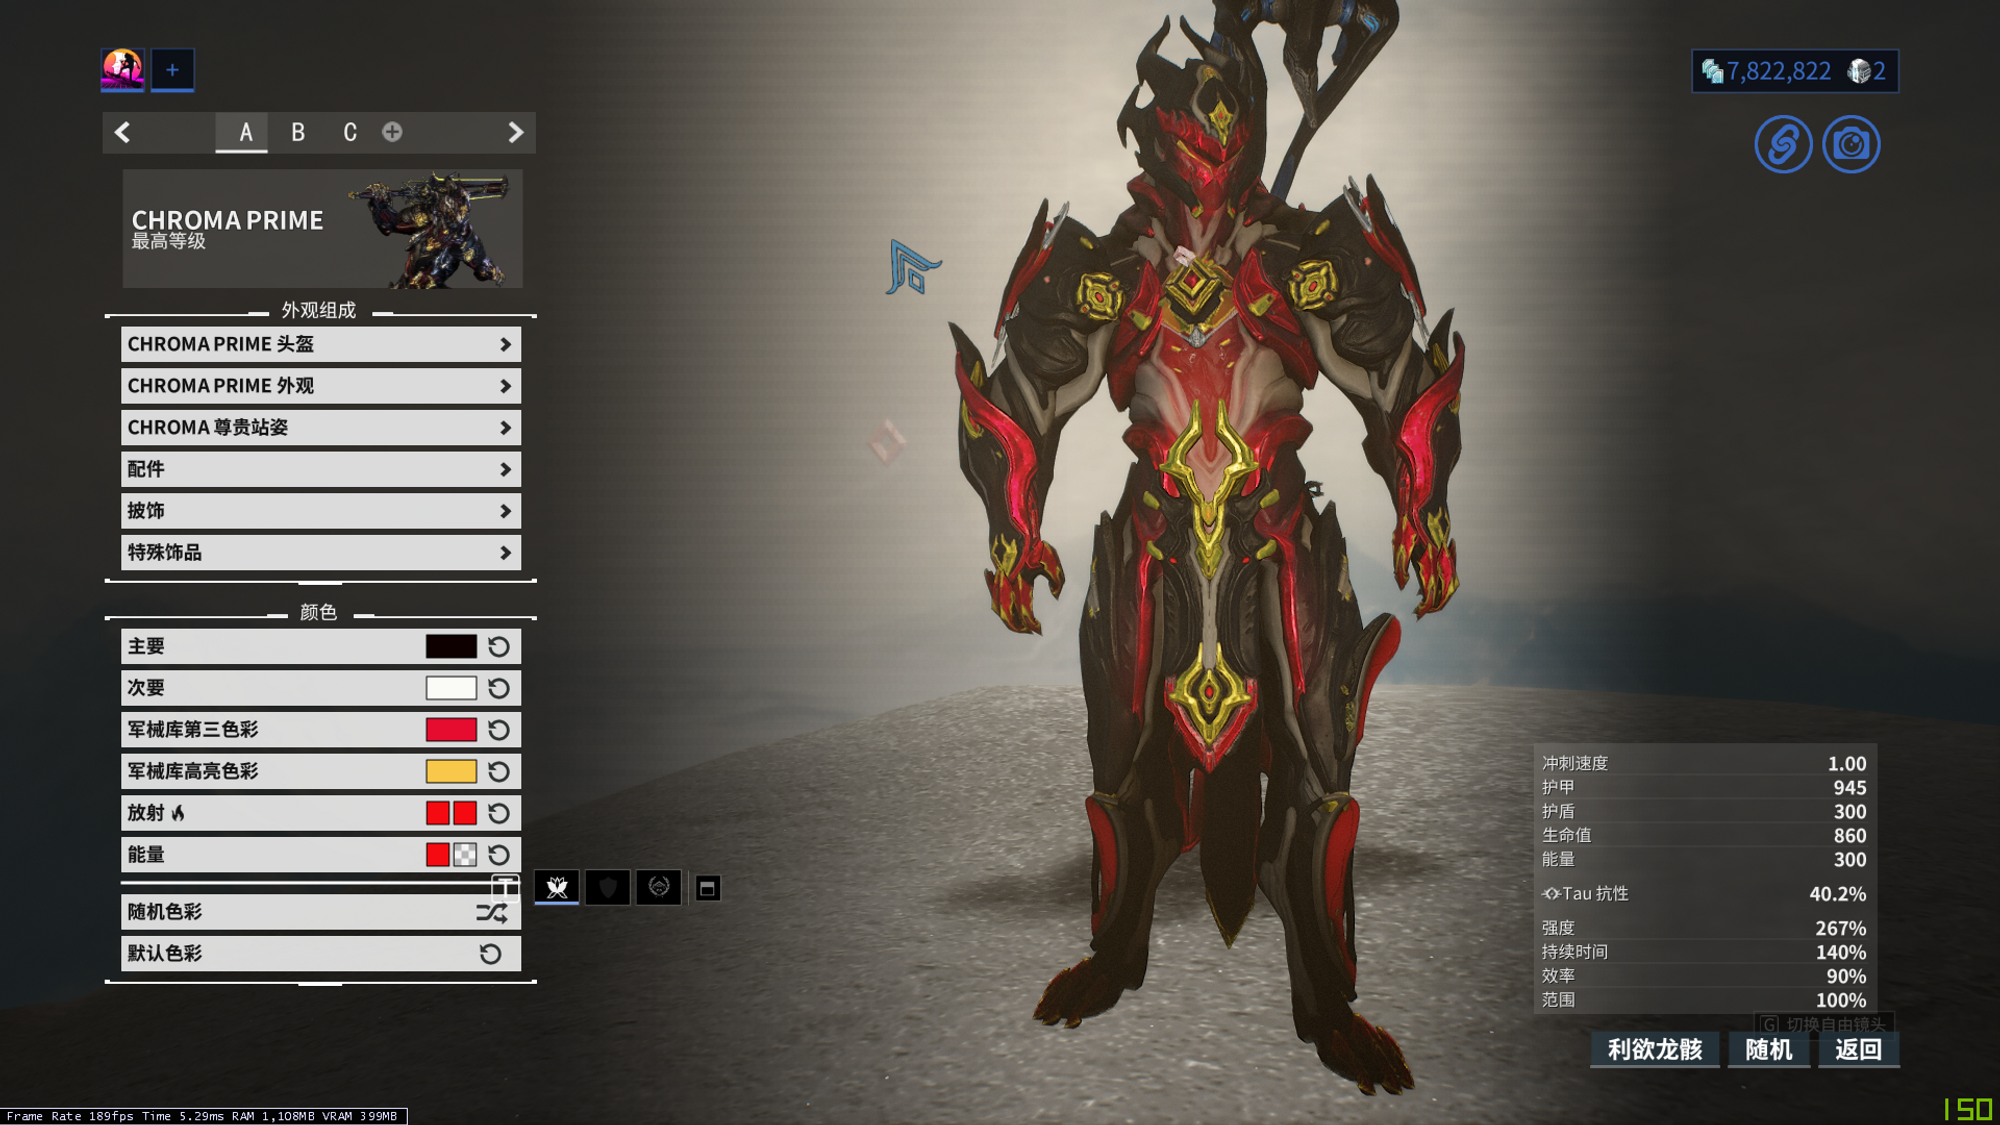 7,822,822 2
A B C
CHROMA PRIME
最高等级
外观组成
CHROMA PRIME 头盔
CHROMA PRIME 外观
CHROMA 尊贵站姿
配件
披饰
特殊饰品
颜色
主要
次要
军械库第三色彩
军械库高亮色彩
放射
能量
T
随机色彩
默认色彩
冲刺速度 1.00
护甲 945
护盾 300
生命值 860
能量 300
Tau 抗性 40.2%
强度 267%
持续时间 140%
效率 90%
范围 100%
G 切换自由镜头
利欲龙骸 随机 返回
Frame Rate 189fps Time 5.29ms RAM 1,108MB VRAM 399MB
150